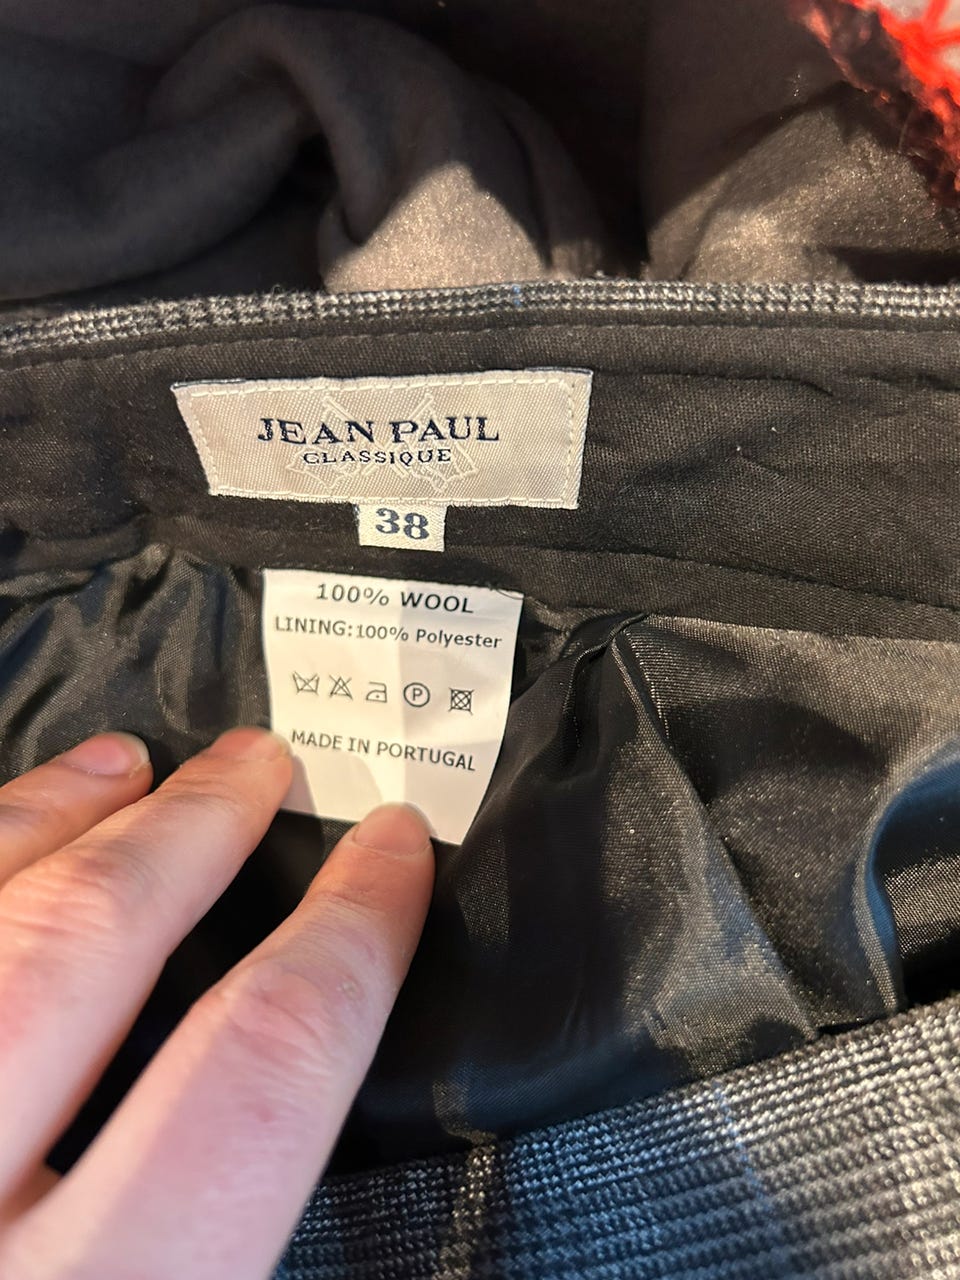 JEAN PAUL
CLASSIQUE
38
100% WOOL
LINING:100% Polyester
P
MADE IN PORTUGAL